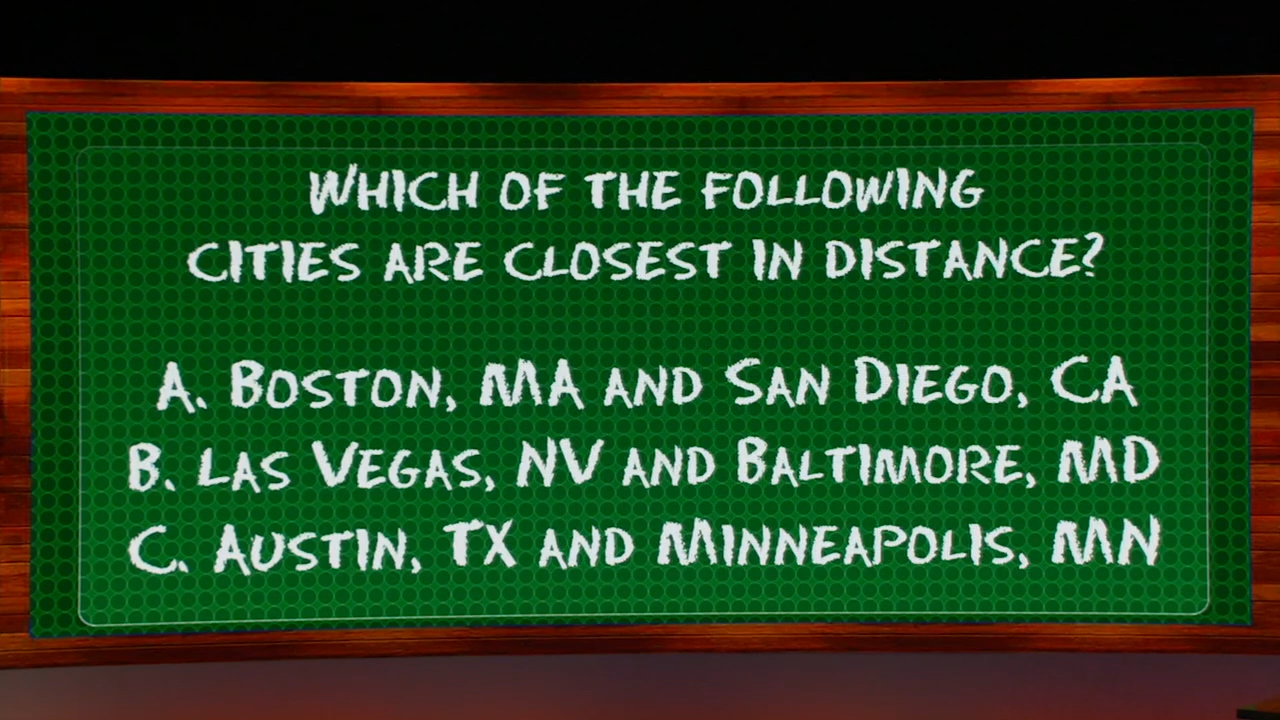 WHICH OF THE FOLLOWING
CITIES ARE CLOSEST IN DISTANCE?
A. BOSTON, MA AND SAN DIEGO, CA
B. LAS VEGAS, NV AND BALTIMORE, MD
C. AUSTIN, TX AND MINNEAPOLIS, MN